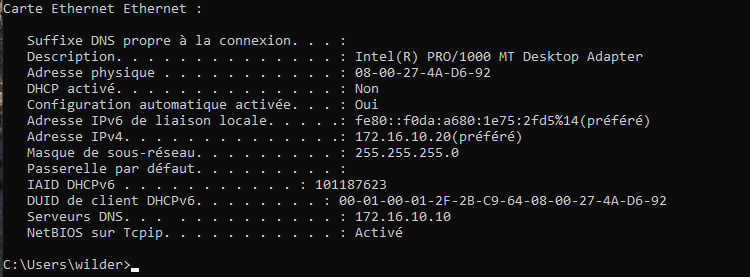 Carte Ethernet Ethernet :
Suffixe DNS propre à la connexion. . . :
Description. . . . . . . . . . . . . . : Intel(R) PRO/1000 MT Desktop Adapter
Adresse physique . . . . . . . . . . . : 08-00-27-4A-D6-92
DHCP activé. . . . . . . . . . . . . . : Non
Configuration automatique activée. . . : Oui
Adresse IPv6 de liaison locale. . . . .: fe80::f0da:a680:1e75:2fd5%14(préféré)
Adresse IPv4. . . . . . . . . . . . . .: 172.16.10.20(préféré)
Masque de sous-réseau. . . . . . . . . : 255.255.255.0
Passerelle par défaut. . . . . . . . . :
IAID DHCPv6 . . . . . . . . . . . : 101187623
DUID de client DHCPv6. . . . . . . . : 00-01-00-01-2F-2B-C9-64-08-00-27-4A-D6-92
Serveurs DNS. . . . . . . . . . . . . : 172.16.10.10
NetBIOS sur Tcpip. . . . . . . . . . . : Activé
C:\Users\wilder>